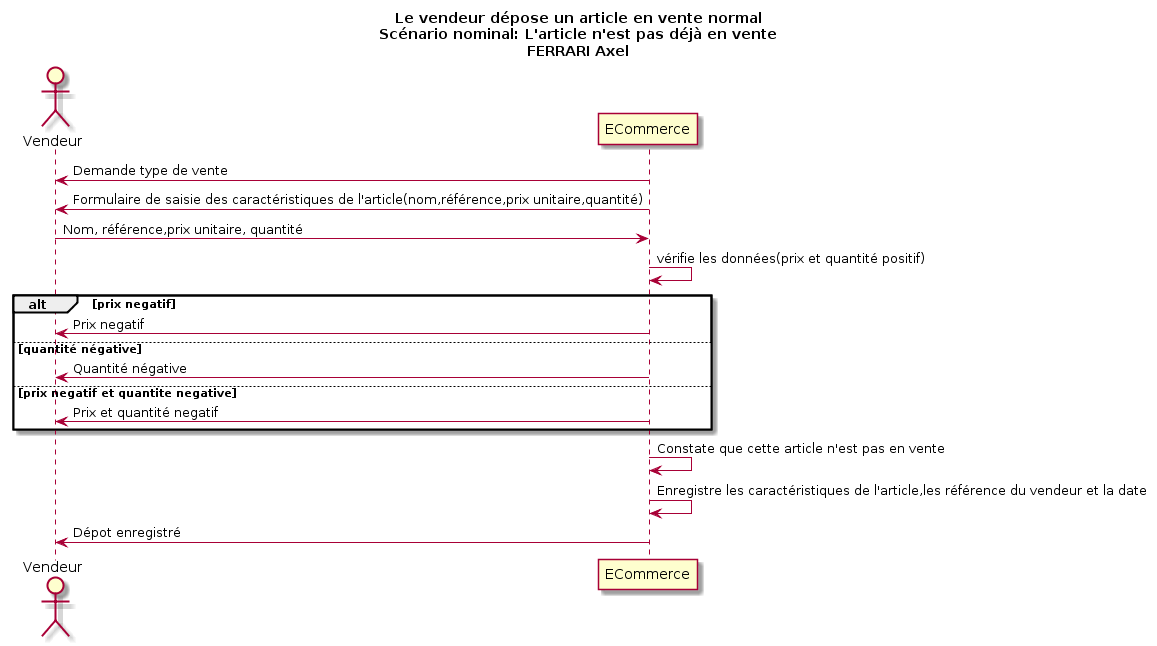 Le vendeur dépose un article en vente normal
Scénario nominal: L'article n'est pas déjà en vente
FERRARI Axel
Vendeur
ECommerce
Demande type de vente
Formulaire de saisie des caractéristiques de l'article(nom,référence,prix unitaire,quantité)
Nom, référence,prix unitaire, quantité
vérifie les données(prix et quantité positif)
alt [prix negatif]
Prix negatif
[quantité négative]
Quantité négative
[prix negatif et quantite negative]
Prix et quantité negatif
Constate que cette article n'est pas en vente
Enregistre les caractéristiques de l'article,les référence du vendeur et la date
Dépot enregistré
Vendeur
ECommerce